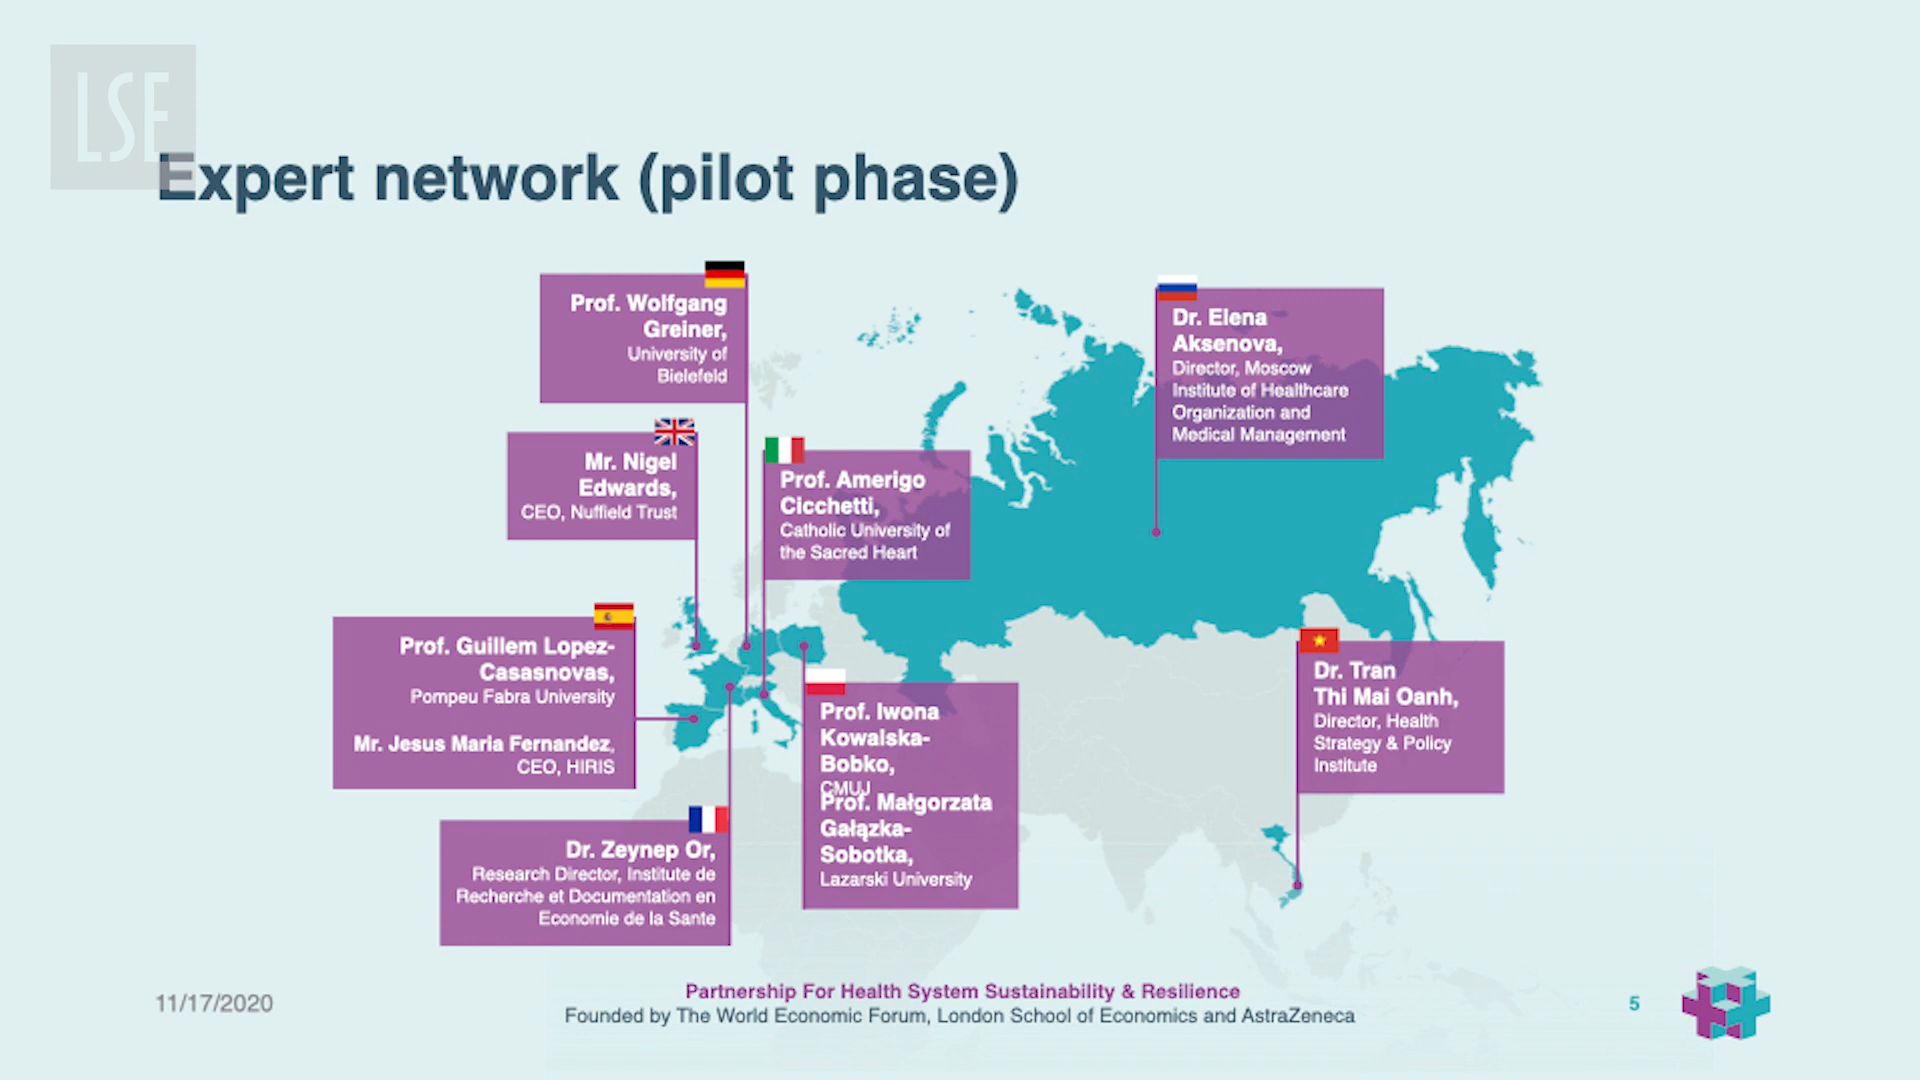 LSE
Expert network (pilot phase)
Prof. Wolfgang
Greiner,
University of
Bielefeld
Dr. Elena
Aksenova,
Director, Moscow
Institute of Healthcare
Organization and
Medical Management
Mr. Nigel
Edwards,
CEO, Nuffield Trust
Prof. Amerigo
Cicchetti,
Catholic University of
the Sacred Heart
Prof. Guillem Lopez-
Casasnovas,
Pompeu Fabra University
Mr. Jesus Maria Fernandez,
CEO, HIRIS
Prof. Iwona
Kowalska-
Bobko,
CMUJ
Prof. Małgorzata
Gałązka-
Sobotka,
Lazarski University
Dr. Tran
Thi Mai Oanh,
Director, Health
Strategy & Policy
Institute
Dr. Zeynep Or,
Research Director, Institute de
Recherche et Documentation en
Economie de la Sante
11/17/2020
Partnership For Health System Sustainability & Resilience
Founded by The World Economic Forum, London School of Economics and AstraZeneca
5